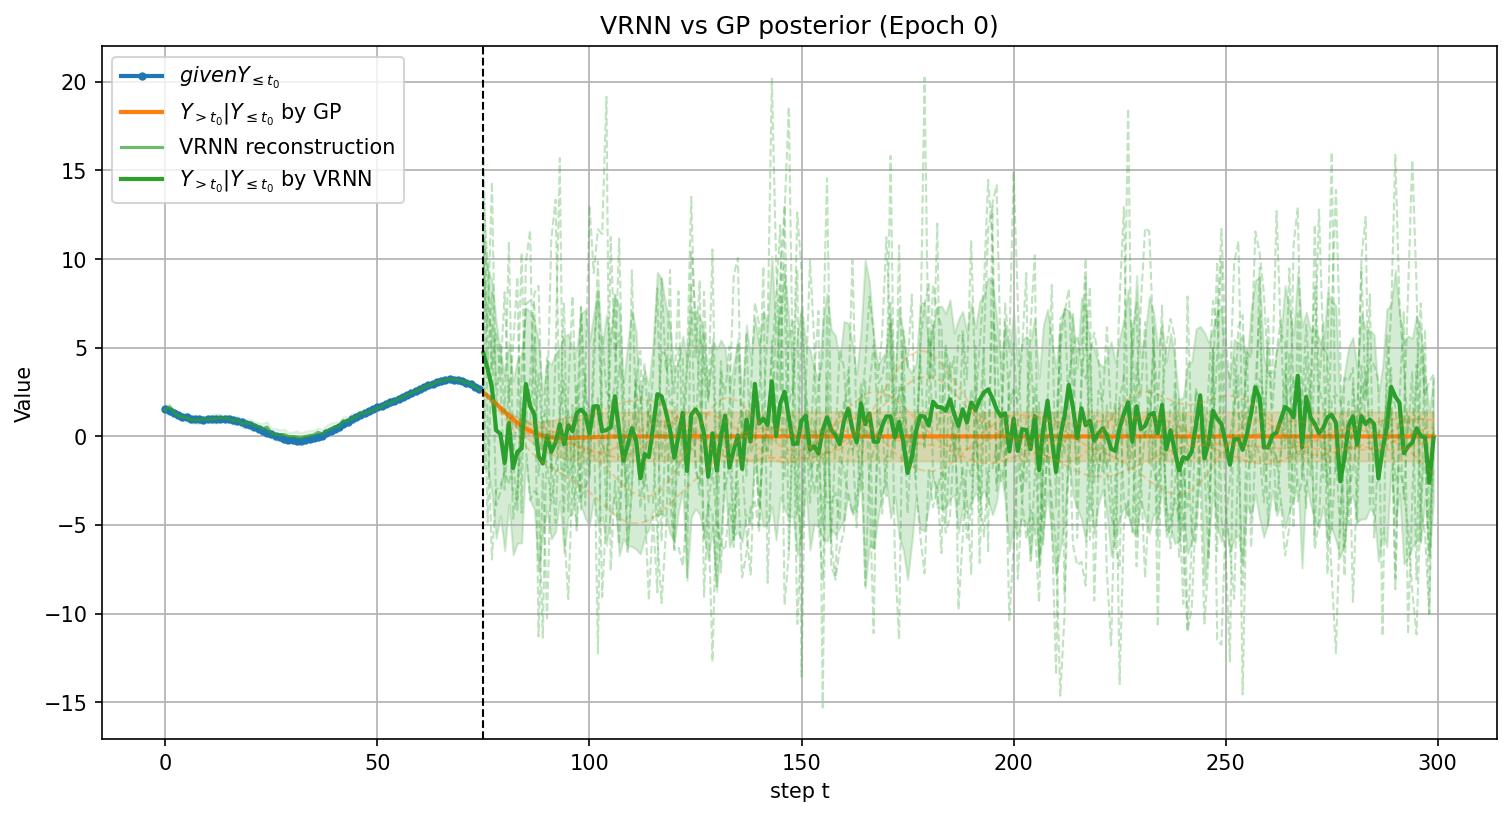 VRNN vs GP posterior (Epoch 0)
givenY≤t₀
Y>t₀|Y≤t₀ by GP
VRNN reconstruction
Y>t₀|Y≤t₀ by VRNN
Value
20
15
10
5
0
−5
−10
−15
0 50 100 150 200 250 300
step t